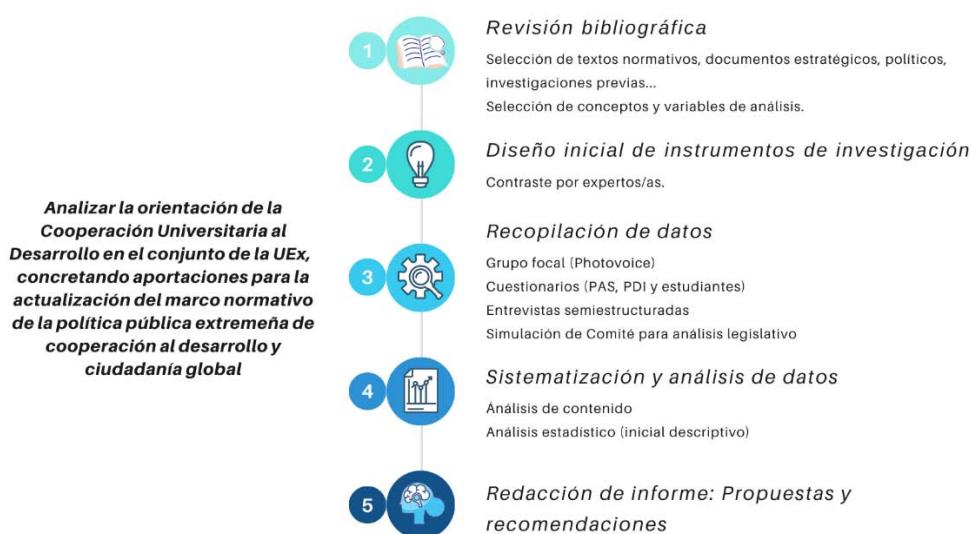 Analizar la orientación de la
Cooperación Universitaria al
Desarrollo en el conjunto de la UEx,
concretando aportaciones para la
actualización del marco normativo
de la política pública extremeña de
cooperación al desarrollo y
ciudadanía global
1
Revisión bibliográfica
Selección de textos normativos, documentos estratégicos, políticos,
investigaciones previas...
Selección de conceptos y variables de análisis.
2
Diseño inicial de instrumentos de investigación
Contraste por expertos/as.
3
Recopilación de datos
Grupo focal (Photovoice)
Cuestionarios (PAS, PDI y estudiantes)
Entrevistas semiestructuradas
Simulación de Comité para análisis legislativo
4
Sistematización y análisis de datos
Análisis de contenido
Análisis estadístico (inicial descriptivo)
5
Redacción de informe: Propuestas y
recomendaciones